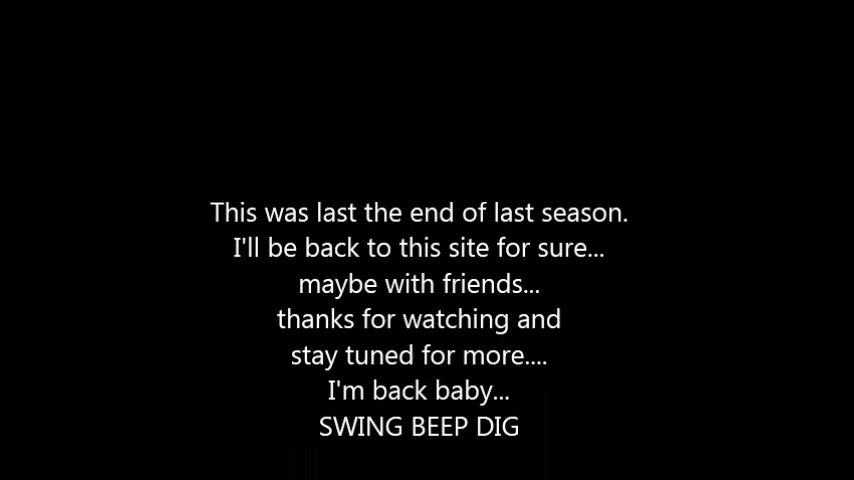 This was last the end of last season.
I'll be back to this site for sure...
maybe with friends...
thanks for watching and
stay tuned for more....
I'm back baby...
SWING BEEP DIG